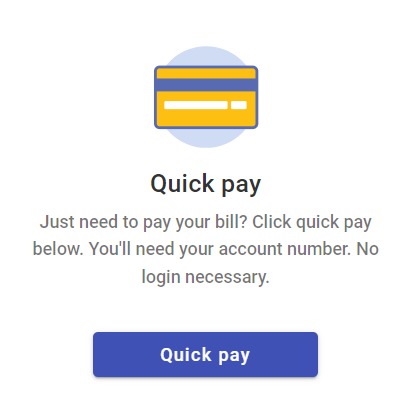 Quick pay
Just need to pay your bill? Click quick pay
below. You'll need your account number. No
login necessary.
Quick pay